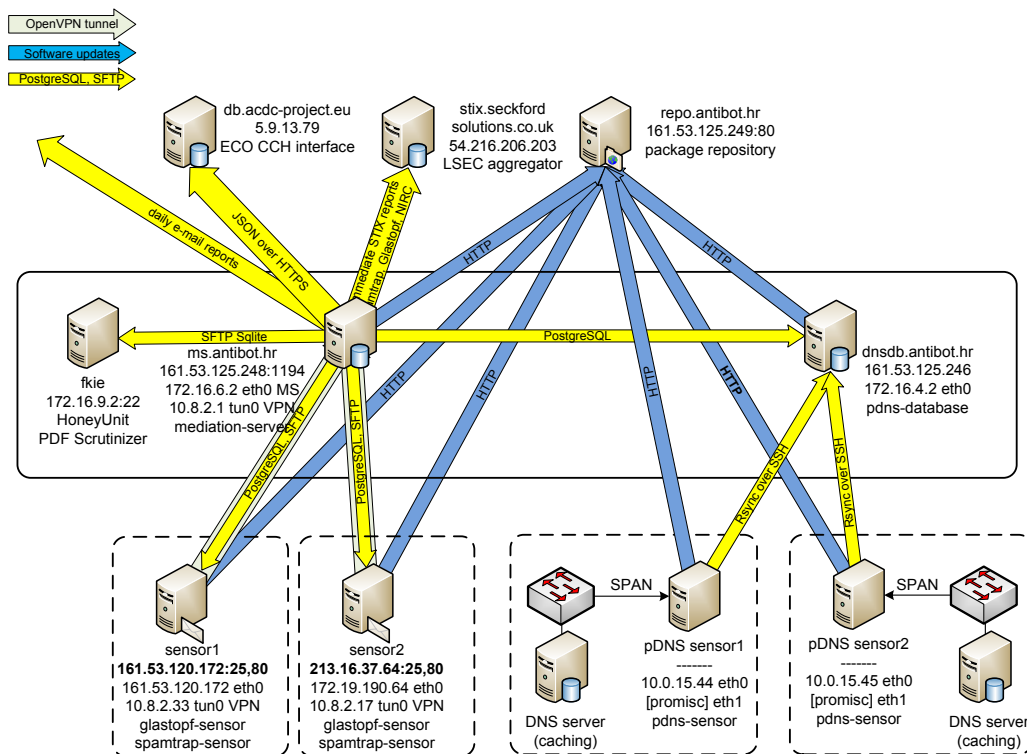 OpenVPN tunnel
Software updates
PostgreSQL, SFTP
db.acdc-project.eu
5.9.13.79
ECO CCH interface
stix.seckford
solutions.co.uk
54.216.206.203
LSEC aggregator
repo.antibot.hr
161.53.125.249:80
package repository
daily e-mail reports
JSON over HTTPS
mmediate STIX reports
mtrap, Glastopf, NIRC
HTTP
HTTP
HTTP
HTTP
HTTP
HTTP
HTTP
SFTP Sqlite
PostgreSQL
fkie
172.16.9.2:22
HoneyUnit
PDF Scrutinizer
ms.antibot.hr
161.53.125.248:1194
172.16.6.2 eth0 MS
10.8.2.1 tun0 VPN
mediation-server
dnsdb.antibot.hr
161.53.125.246
172.16.4.2 eth0
pdns-database
PostgreSQL, SFTP
PostgreSQL, SFTP
Rsync over SSH
Rsync over SSH
sensor1
161.53.120.172:25,80
161.53.120.172 eth0
10.8.2.33 tun0 VPN
glastopf-sensor
spamtrap-sensor
sensor2
213.16.37.64:25,80
172.19.190.64 eth0
10.8.2.17 tun0 VPN
glastopf-sensor
spamtrap-sensor
SPAN
DNS server
(caching)
pDNS sensor1
-------
10.0.15.44 eth0
[promisc] eth1
pdns-sensor
pDNS sensor2
-------
10.0.15.45 eth0
[promisc] eth1
pdns-sensor
SPAN
DNS server
(caching)